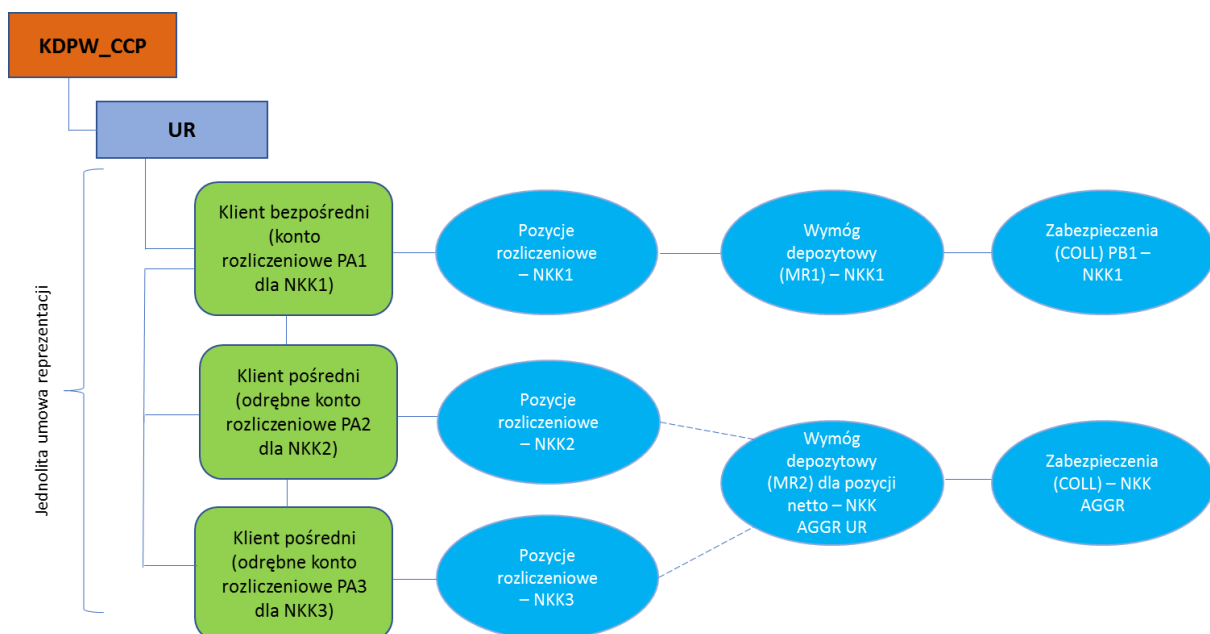 KDPW_CCP
UR
Jednolita umowa reprezentacji
Klient bezpośredni
(konto
rozliczeniowe PA1
dla NKK1)
Pozycje
rozliczeniowe
– NKK1
Wymóg
depozytowy
(MR1) – NKK1
Zabezpieczenia
(COLL) PB1 –
NKK1
Klient pośredni
(odrębne konto
rozliczeniowe PA2
dla NKK2)
Pozycje
rozliczeniowe
– NKK2
Wymóg
depozytowy
(MR2) dla pozycji
netto – NKK
AGGR UR
Zabezpieczenia
(COLL) – NKK
AGGR
Klient pośredni
(odrębne konto
rozliczeniowe PA3
dla NKK3)
Pozycje
rozliczeniowe
– NKK3